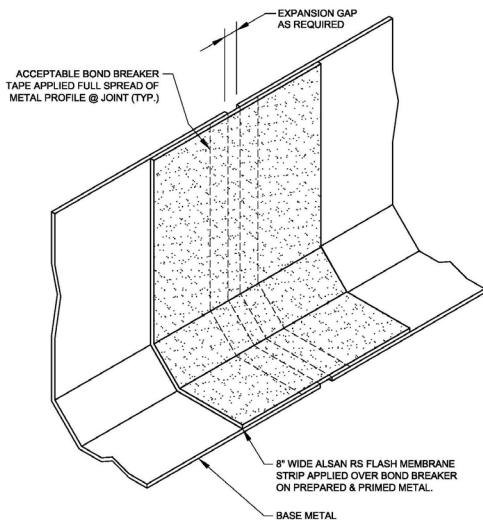 EXPANSION GAP
AS REQUIRED
ACCEPTABLE BOND BREAKER
TAPE APPLIED FULL SPREAD OF
METAL PROFILE @ JOINT (TYP.)
8" WIDE ALSAN RS FLASH MEMBRANE
STRIP APPLIED OVER BOND BREAKER
ON PREPARED & PRIMED METAL.
BASE METAL